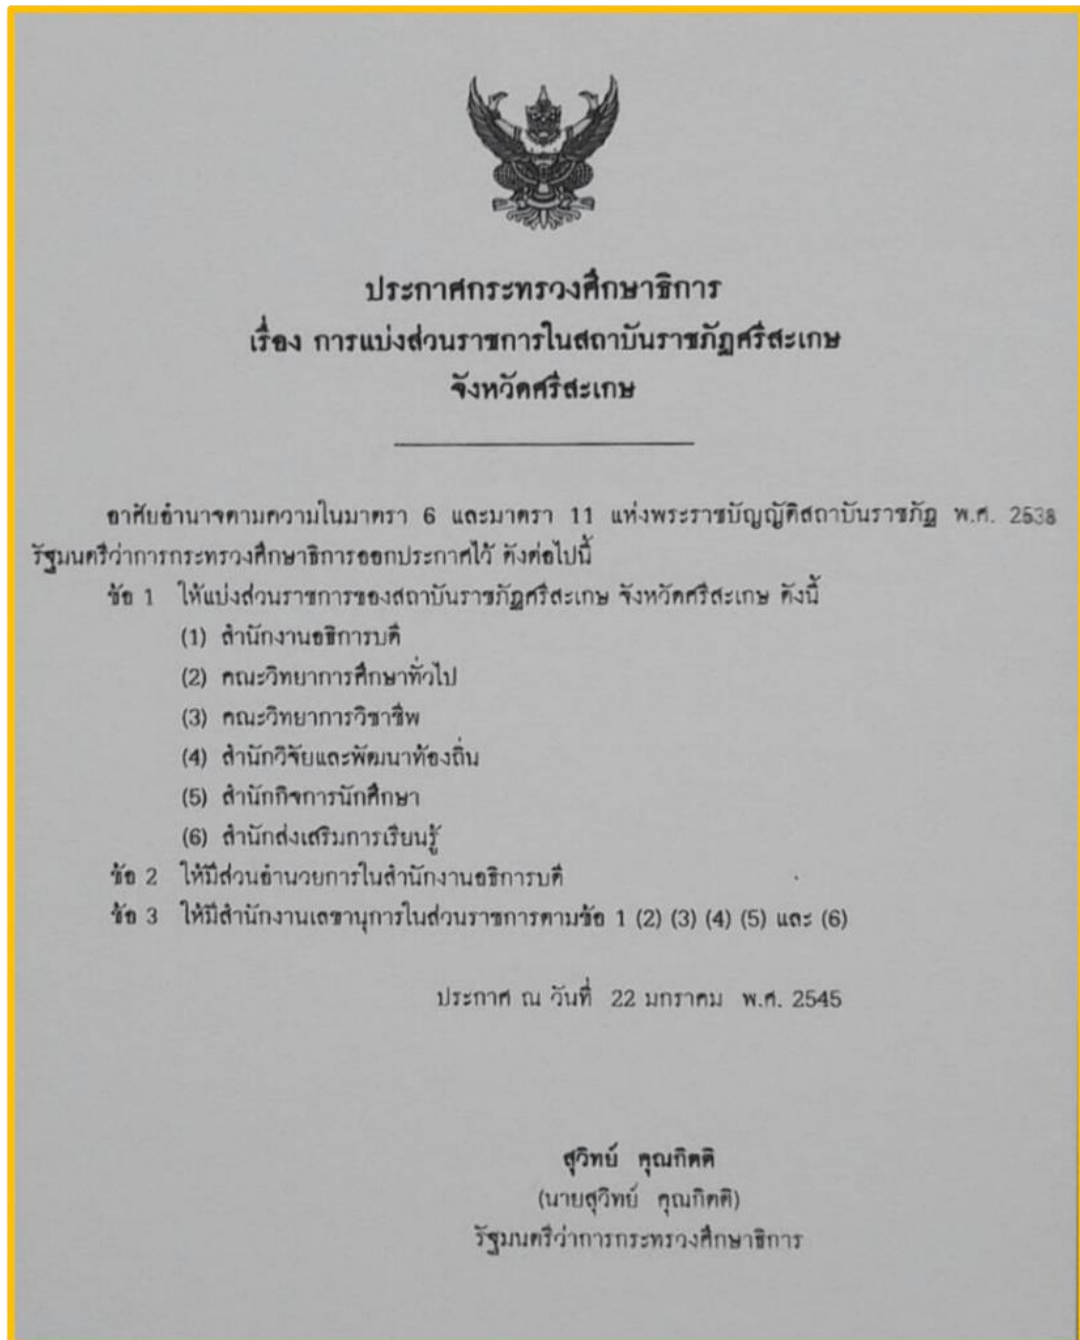 ประกาศกระทรวงศึกษาธิการ
เรื่อง การแบ่งส่วนราชการในสถาบันราชภัฏศรีสะเกษ
จังหวัดศรีสะเกษ
อาศัยอำนาจตามความในมาตรา 6 และมาตรา 11 แห่งพระราชบัญญัติสถาบันราชภัฏ พ.ศ. 2538
รัฐมนตรีว่าการกระทรวงศึกษาธิการออกประกาศไว้ ดังต่อไปนี้
ข้อ 1 ให้แบ่งส่วนราชการของสถาบันราชภัฏศรีสะเกษ จังหวัดศรีสะเกษ ดังนี้
(1) สำนักงานอธิการบดี
(2) คณะวิทยาการศึกษาทั่วไป
(3) คณะวิทยาการวิชาชีพ
(4) สำนักวิจัยและพัฒนาท้องถิ่น
(5) สำนักกิจการนักศึกษา
(6) สำนักส่งเสริมการเรียนรู้
ข้อ 2 ให้มีส่วนอำนวยการในสำนักงานอธิการบดี
ข้อ 3 ให้มีสำนักงานเลขานุการในส่วนราชการตามข้อ 1 (2) (3) (4) (5) และ (6)
ประกาศ ณ วันที่ 22 มกราคม พ.ศ. 2545
สุวิทย์ คุณกิตติ
(นายสุวิทย์ คุณกิตติ)
รัฐมนตรีว่าการกระทรวงศึกษาธิการ